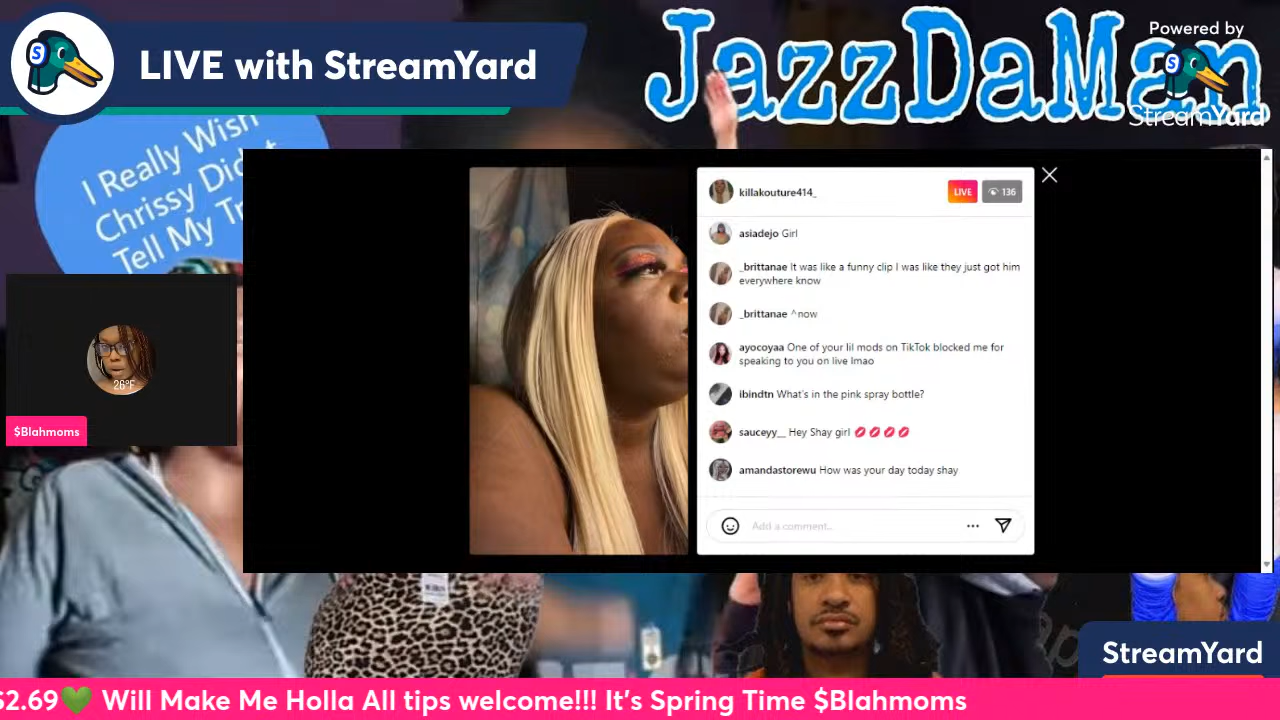 LIVE with StreamYard
JazzDaMan
Powered by
StreamYard
I Really Wish
Chrissy Did
Tell My
killakouture414_
LIVE
136
asiadejo Girl
_brittanae It was like a funny clip I was like they just got him
everywhere know
_brittanae ^now
ayocoyaa One of your lil mods on TikTok blocked me for
speaking to you on live lmao
ibindtn What's in the pink spray bottle?
sauceyy__ Hey Shay girl 💋💋💋💋
amandastorewu How was your day today shay
Add a comment...
26°F
$Blahmoms
StreamYard
$2.69💚 Will Make Me Holla All tips welcome!!! It's Spring Time $Blahmoms